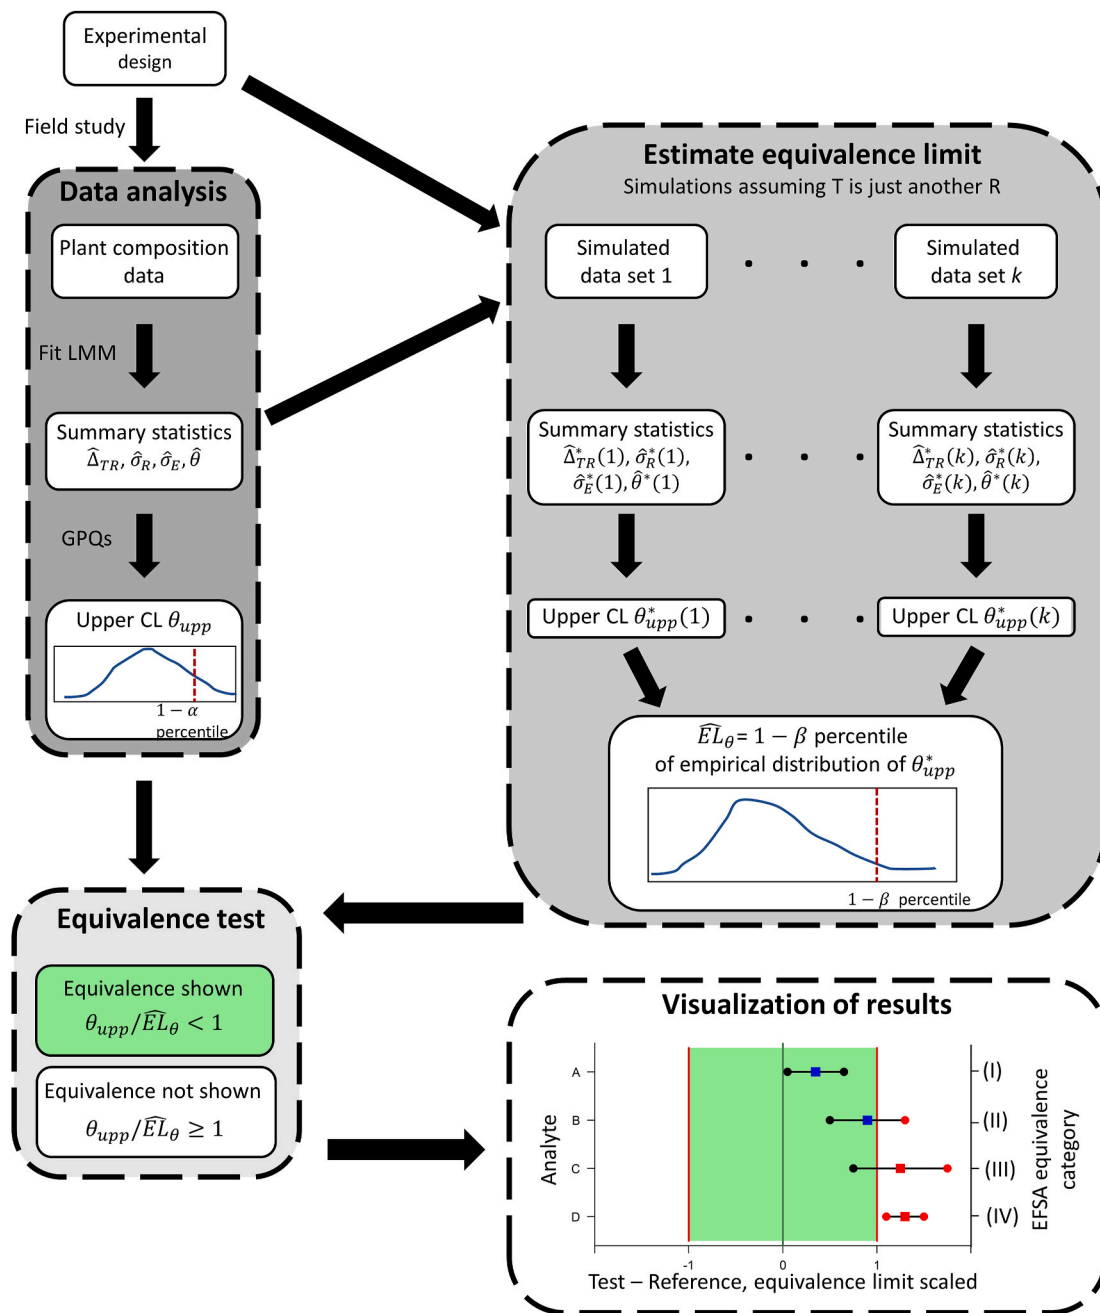 Experimental
design
Field study
Data analysis
Plant composition
data
Fit LMM
Summary statistics
Δ̂_TR, σ̂_R, σ̂_E, θ̂
GPQs
Upper CL θ_upp
1 − α
percentile
Estimate equivalence limit
Simulations assuming T is just another R
Simulated
data set 1
. . .
Simulated
data set k
Summary statistics
Δ̂*_TR(1), σ̂*_R(1),
σ̂*_E(1), θ̂*(1)
. . .
Summary statistics
Δ̂*_TR(k), σ̂*_R(k),
σ̂*_E(k), θ̂*(k)
Upper CL θ*_upp(1)
. . .
Upper CL θ*_upp(k)
ÊL_θ = 1 − β percentile
of empirical distribution of θ*_upp
1 − β percentile
Equivalence test
Equivalence shown
θ_upp/ÊL_θ < 1
Equivalence not shown
θ_upp/ÊL_θ ≥ 1
Visualization of results
Analyte
A
B
C
D
(I)
(II)
(III)
(IV)
EFSA equivalence
category
-1 0 1
Test – Reference, equivalence limit scaled